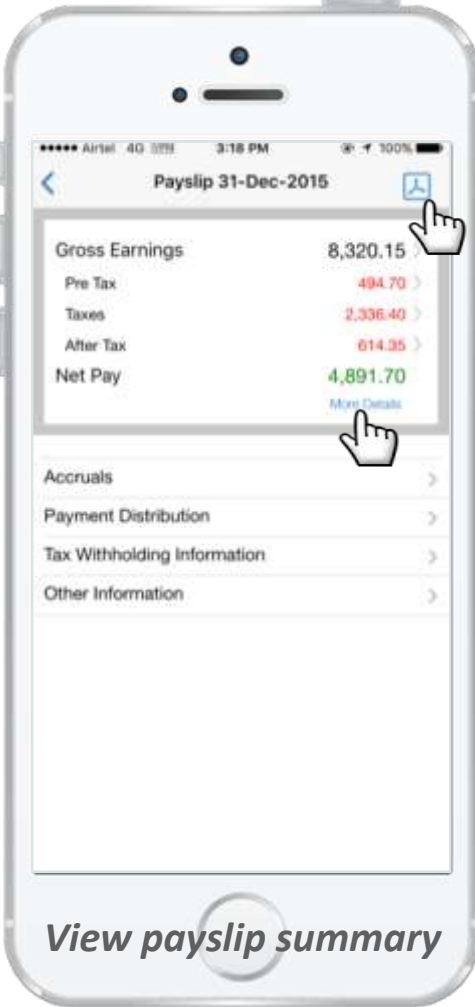 Airtel 4G 3:18 PM 100%
Payslip 31-Dec-2015
Gross Earnings 8,320.15
Pre Tax 494.70
Taxes 2,336.40
After Tax 614.35
Net Pay 4,891.70
More Details
Accruals
Payment Distribution
Tax Withholding Information
Other Information
View payslip summary